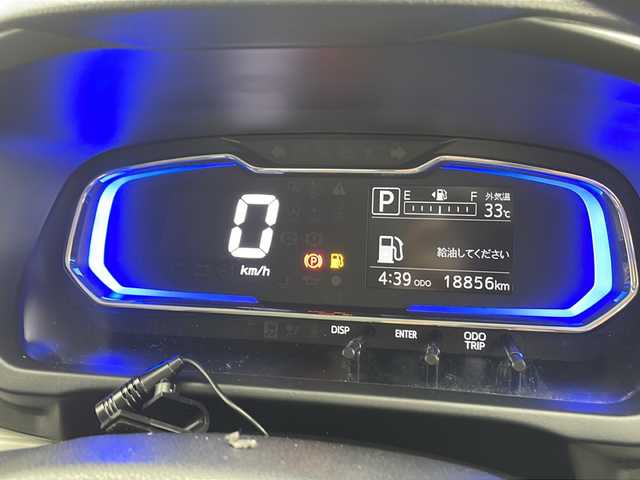 P E F 外気温
33℃
0
km/h
P
給油してください
4:39 ODO 18856km
DISP ENTER ODO
TRIP